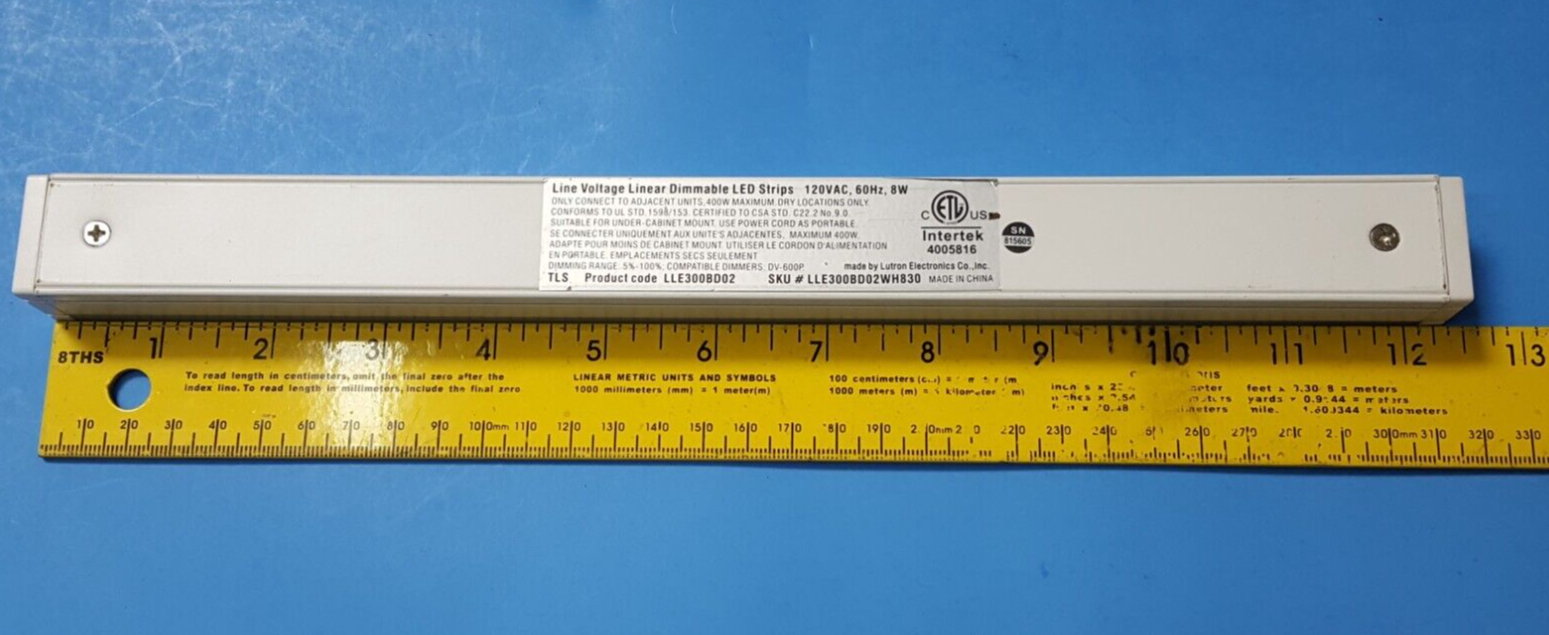 Line Voltage Linear Dimmable LED Strips 120VAC, 60Hz, 8W
ONLY CONNECT TO ADJACENT UNITS, 400W MAXIMUM. DRY LOCATIONS ONLY.
CONFORMS TO UL STD. 1598/153. CERTIFIED TO CSA STD. C22.2 No.9.0.
SUITABLE FOR UNDER-CABINET MOUNT. USE POWER CORD AS PORTABLE.
SE CONNECTER UNIQUEMENT AUX UNITE'S ADJACENTES, MAXIMUM 400W.
ADAPTE POUR MOINS DE CABINET MOUNT. UTILISER LE CORDON D'ALIMENTATION
EN PORTABLE. EMPLACEMENTS SECS SEULEMENT
DIMMING RANGE: 5%-100%; COMPATIBLE DIMMERS: DV-600P.
made by Lutron Electronics Co.,Inc.
TLS Product code LLE300BD02 SKU # LLE300BD02WH830 MADE IN CHINA
C ETL US
Intertek
4005816
SN
815605
8THS 1 2 3 4 5 6 7 8 9 10 11 12 13
To read length in centimeters, omit the final zero after the
index line. To read length in millimeters, include the final zero
LINEAR METRIC UNITS AND SYMBOLS
1000 millimeters (mm) = 1 meter(m)
100 centimeters
1000 meters (m) = kilometer
feet x = meters
yards = meters
= kilometers
10 20 30 40 50 60 70 80 90 100mm 110 120 130 140 150 160 170 180 190 220 230 240 260 270 300mm 310 320 330